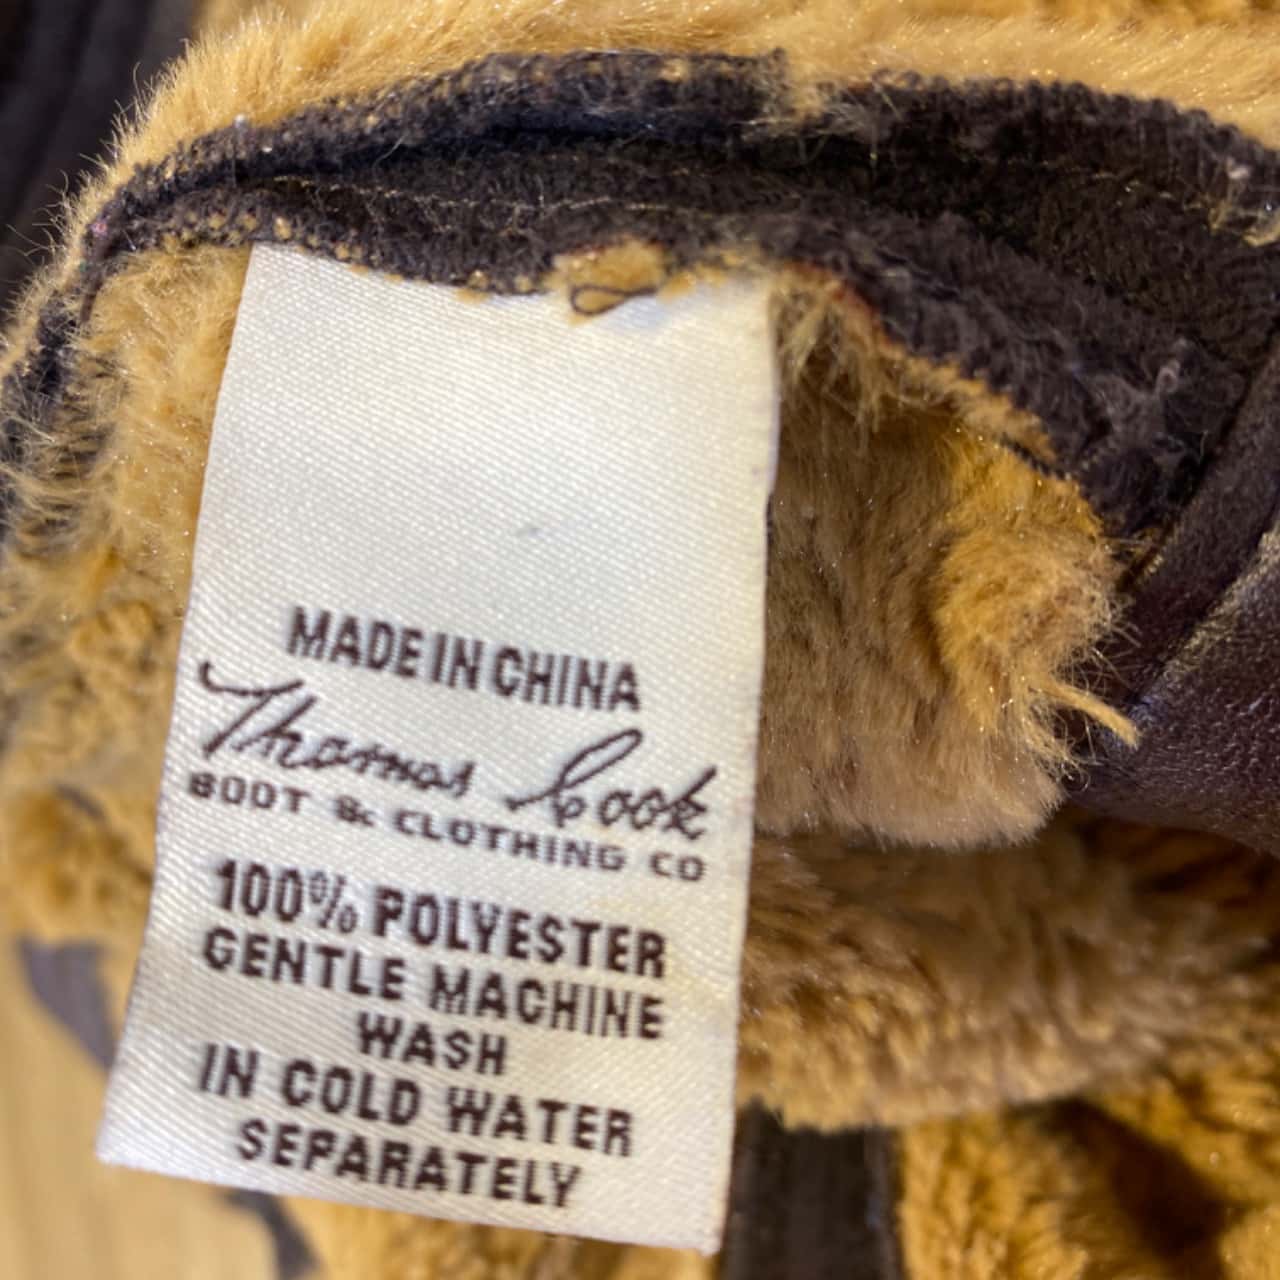 MADE IN CHINA
Thomas Cook
BOOT & CLOTHING CO
100% POLYESTER
GENTLE MACHINE
WASH
IN COLD WATER
SEPARATELY